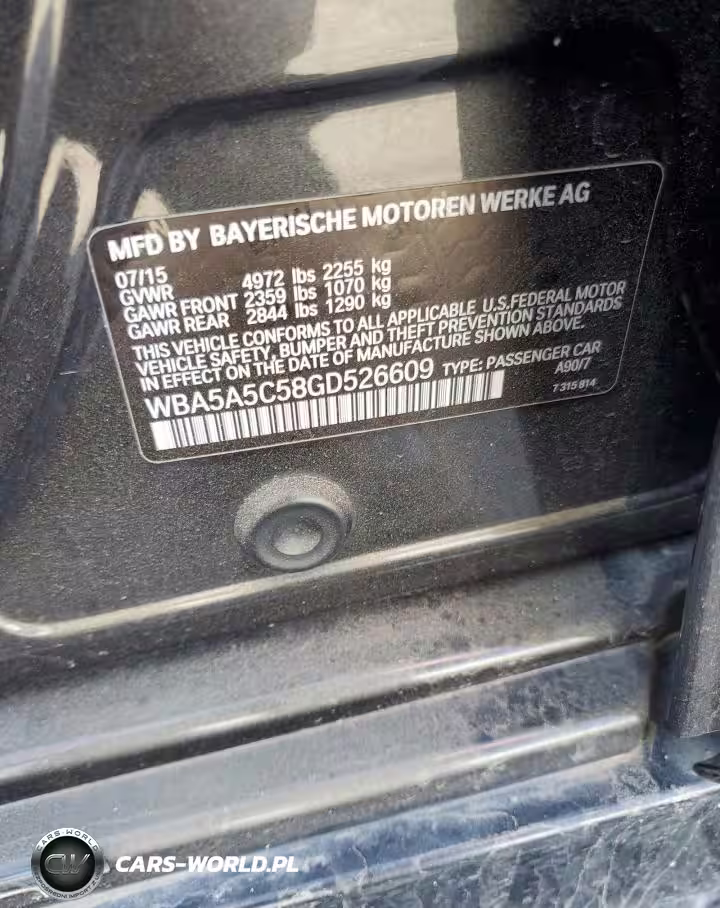 MFD BY BAYERISCHE MOTOREN WERKE AG
07/15
GVWR 4972 lbs 2255 kg
GAWR FRONT 2359 lbs 1070 kg
GAWR REAR 2844 lbs 1290 kg
THIS VEHICLE CONFORMS TO ALL APPLICABLE U.S.FEDERAL MOTOR
VEHICLE SAFETY, BUMPER AND THEFT PREVENTION STANDARDS
IN EFFECT ON THE DATE OF MANUFACTURE SHOWN ABOVE.
WBA5A5C58GD526609 TYPE: PASSENGER CAR
A90/7
7 315 814
CARS-WORLD
CW
CARS-WORLD.PL